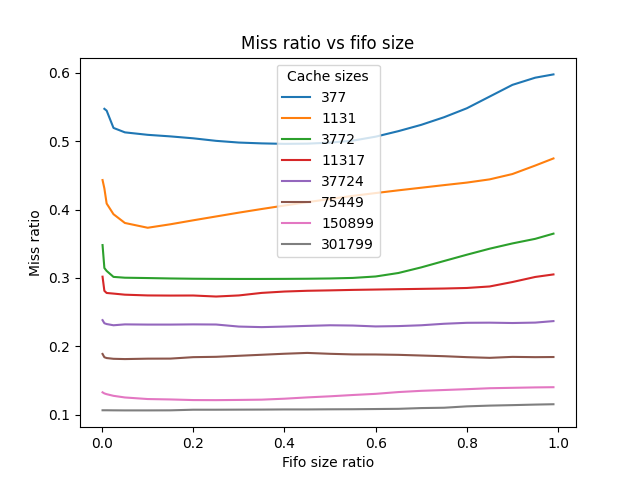 Miss ratio vs fifo size
Cache sizes
377
1131
3772
11317
37724
75449
150899
301799
0.6
0.5
0.4
0.3
0.2
0.1
Miss ratio
0.0 0.2 0.4 0.6 0.8 1.0
Fifo size ratio